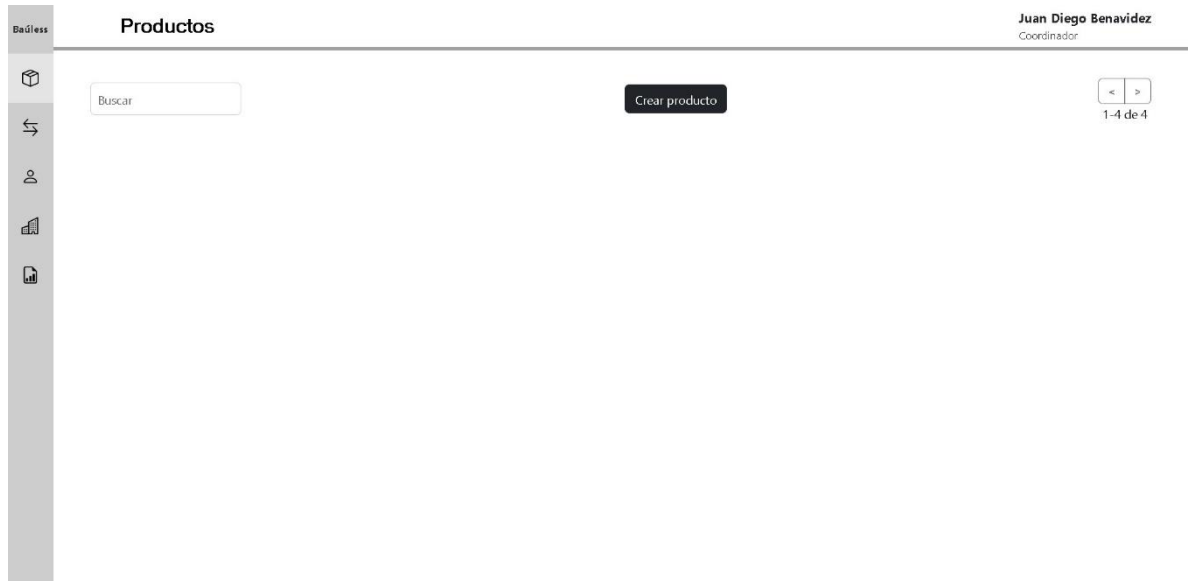 Baúless
Productos
Juan Diego Benavidez
Coordinador
Buscar
Crear producto
< >
1-4 de 4